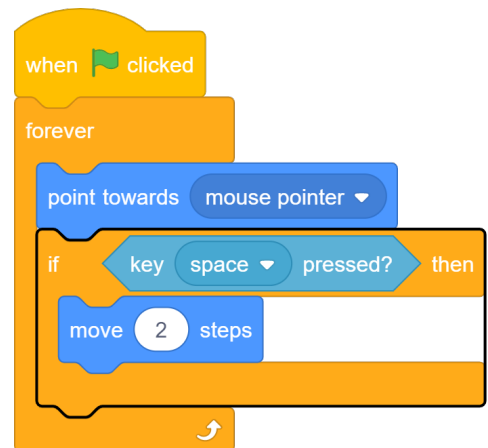 when clicked
forever
point towards mouse pointer
if key space pressed? then
move 2 steps